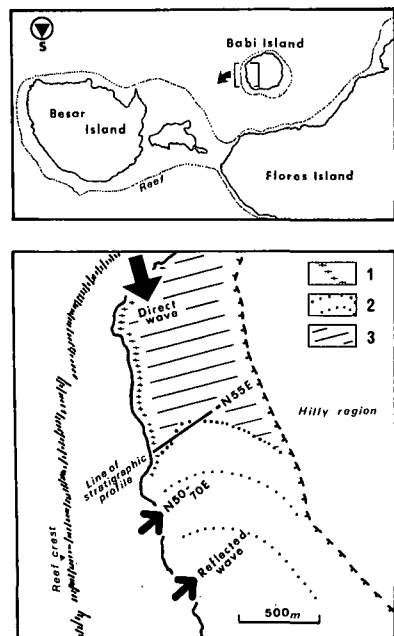 S
Babi Island
Besar
Island
Reef
Flores Island
1
2
3
Direct
wave
N55E
Hilly region
Line of
stratigraphic
profile
N50-
70E
Reflected
wave
Reef crest
500m